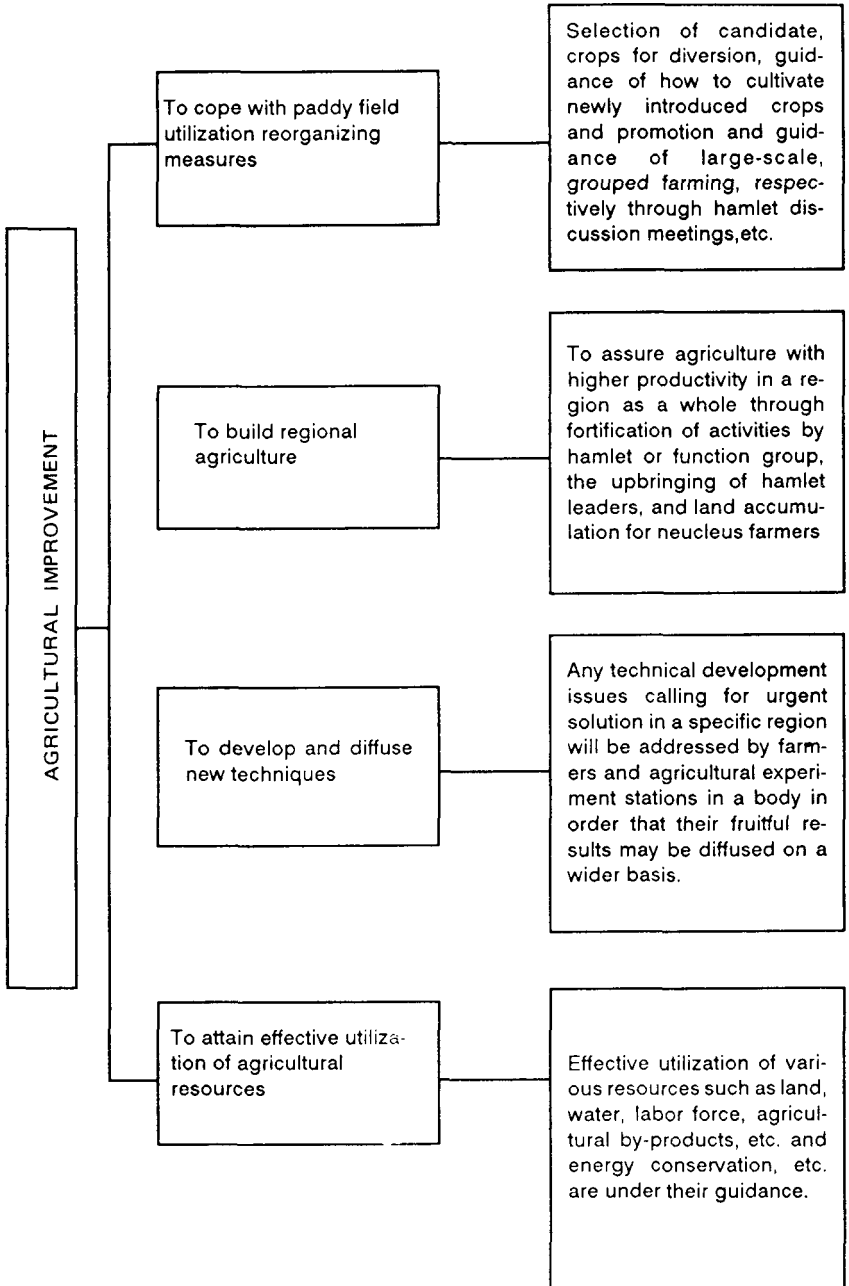 AGRICULTURAL IMPROVEMENT
To cope with paddy field
utilization reorganizing
measures
Selection of candidate,
crops for diversion, guid-
ance of how to cultivate
newly introduced crops
and promotion and guid-
ance of large-scale,
grouped farming, respec-
tively through hamlet dis-
cussion meetings,etc.
To build regional
agriculture
To assure agriculture with
higher productivity in a re-
gion as a whole through
fortification of activities by
hamlet or function group,
the upbringing of hamlet
leaders, and land accumu-
lation for neucleus farmers
To develop and diffuse
new techniques
Any technical development
issues calling for urgent
solution in a specific region
will be addressed by farm-
ers and agricultural experi-
ment stations in a body in
order that their fruitful re-
sults may be diffused on a
wider basis.
To attain effective utiliza-
tion of agricultural
resources
Effective utilization of vari-
ous resources such as land,
water, labor force, agricul-
tural by-products, etc. and
energy conservation, etc.
are under their guidance.